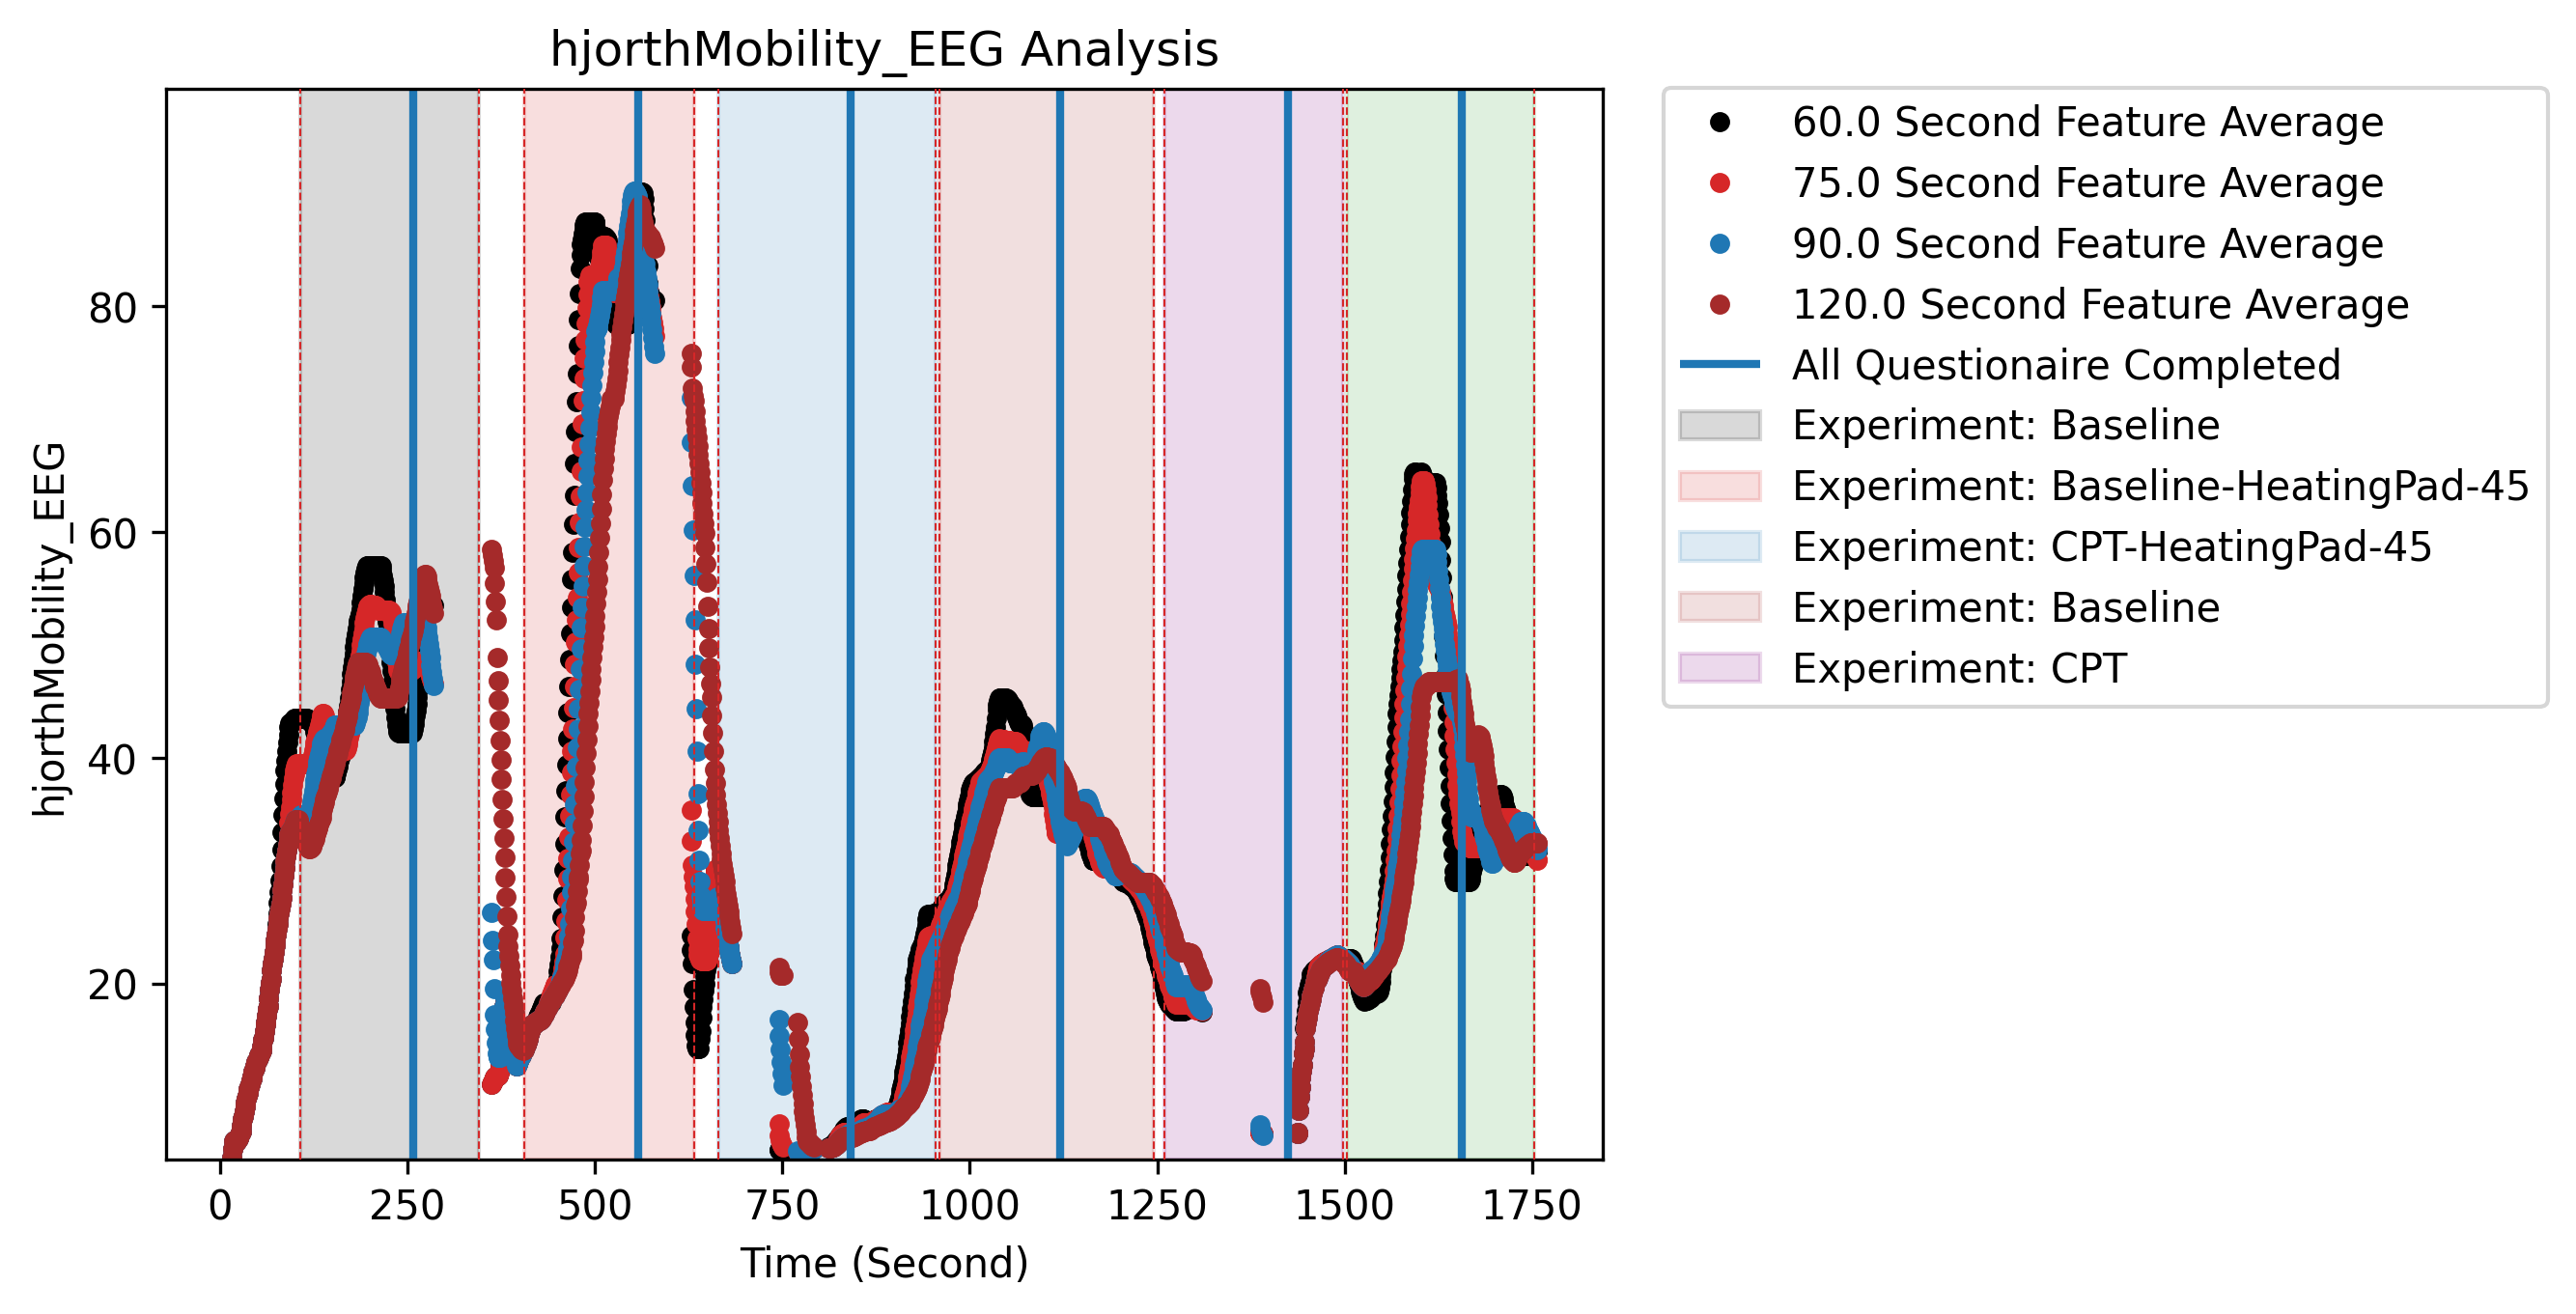 hjorthMobility_EEG Analysis
hjorthMobility_EEG
80
60
40
20
0 250 500 750 1000 1250 1500 1750
Time (Second)
60.0 Second Feature Average
75.0 Second Feature Average
90.0 Second Feature Average
120.0 Second Feature Average
All Questionaire Completed
Experiment: Baseline
Experiment: Baseline-HeatingPad-45
Experiment: CPT-HeatingPad-45
Experiment: Baseline
Experiment: CPT